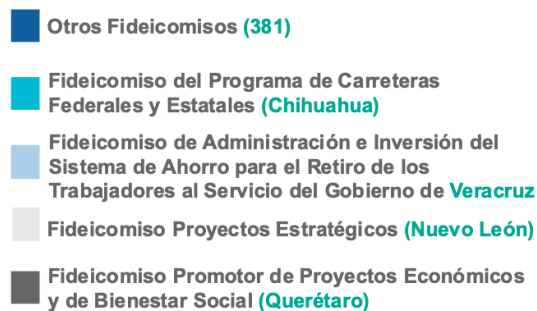 Otros Fideicomisos (381)
Fideicomiso del Programa de Carreteras
Federales y Estatales (Chihuahua)
Fideicomiso de Administración e Inversión del
Sistema de Ahorro para el Retiro de los
Trabajadores al Servicio del Gobierno de Veracruz
Fideicomiso Proyectos Estratégicos (Nuevo León)
Fideicomiso Promotor de Proyectos Económicos
y de Bienestar Social (Querétaro)